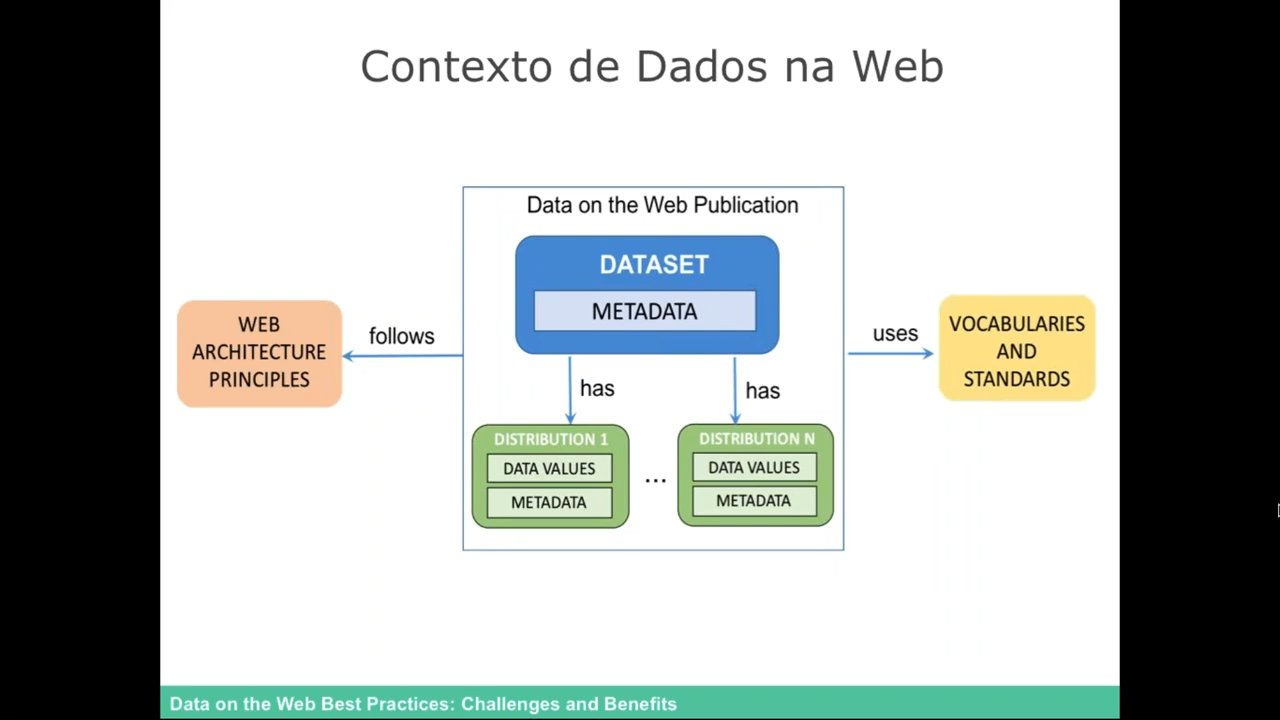 Contexto de Dados na Web
Data on the Web Publication
DATASET
METADATA
WEB
ARCHITECTURE
PRINCIPLES
follows
uses
VOCABULARIES
AND
STANDARDS
has
has
DISTRIBUTION 1
DATA VALUES
METADATA
...
DISTRIBUTION N
DATA VALUES
METADATA
Data on the Web Best Practices: Challenges and Benefits